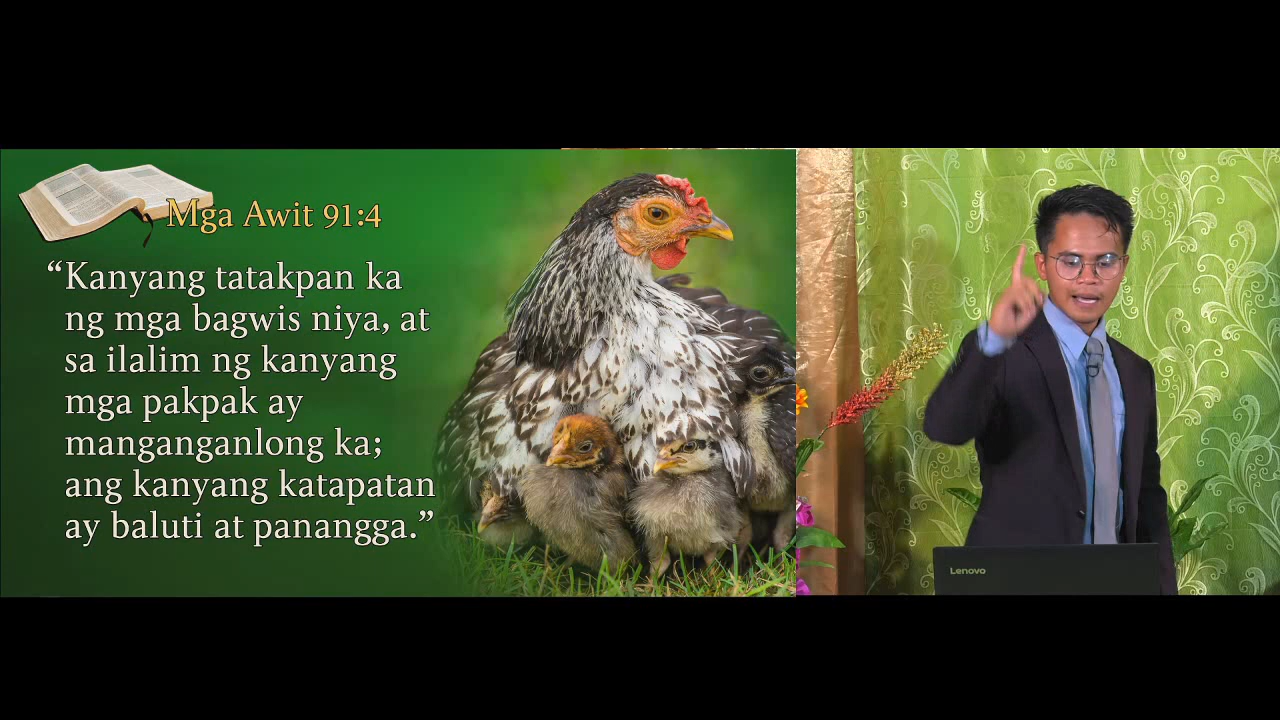 Mga Awit 91:4
“Kanyang tatakpan ka
ng mga bagwis niya, at
sa ilalim ng kanyang
mga pakpak ay
manganganlong ka;
ang kanyang katapatan
ay baluti at panangga.”
Lenovo